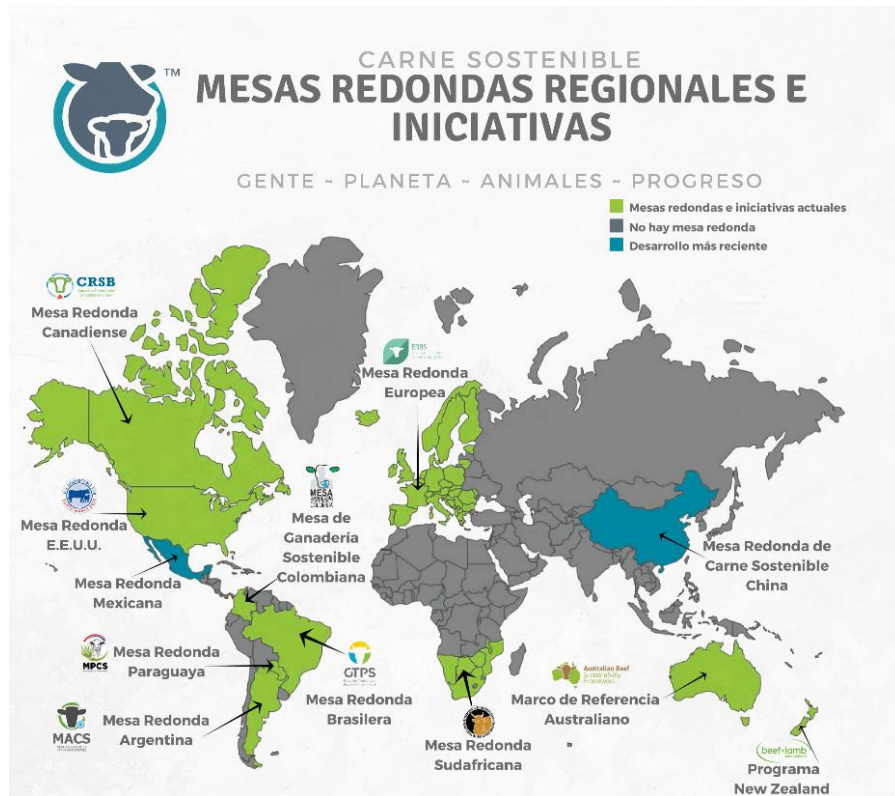 CARNE SOSTENIBLE
TM
MESAS REDONDAS REGIONALES E
INICIATIVAS
GENTE ~ PLANETA ~ ANIMALES ~ PROGRESO
Mesas redondas e iniciativas actuales
No hay mesa redonda
Desarrollo más reciente
CRSB
Mesa Redonda
Canadiense
ERBS
Mesa Redonda
Europea
Mesa Redonda
E.E.U.U.
MESA
Mesa de
Ganadería
Sostenible
Colombiana
Mesa Redonda de
Carne Sostenible
China
Mesa Redonda
Mexicana
MPCS
Mesa Redonda
Paraguaya
GTPS
Mesa Redonda
Brasilera
Australian Beef
Sustainability
Framework
Marco de Referencia
Australiano
MACS
Mesa Redonda
Argentina
Mesa Redonda
Sudafricana
beef+lamb
Programa
New Zealand